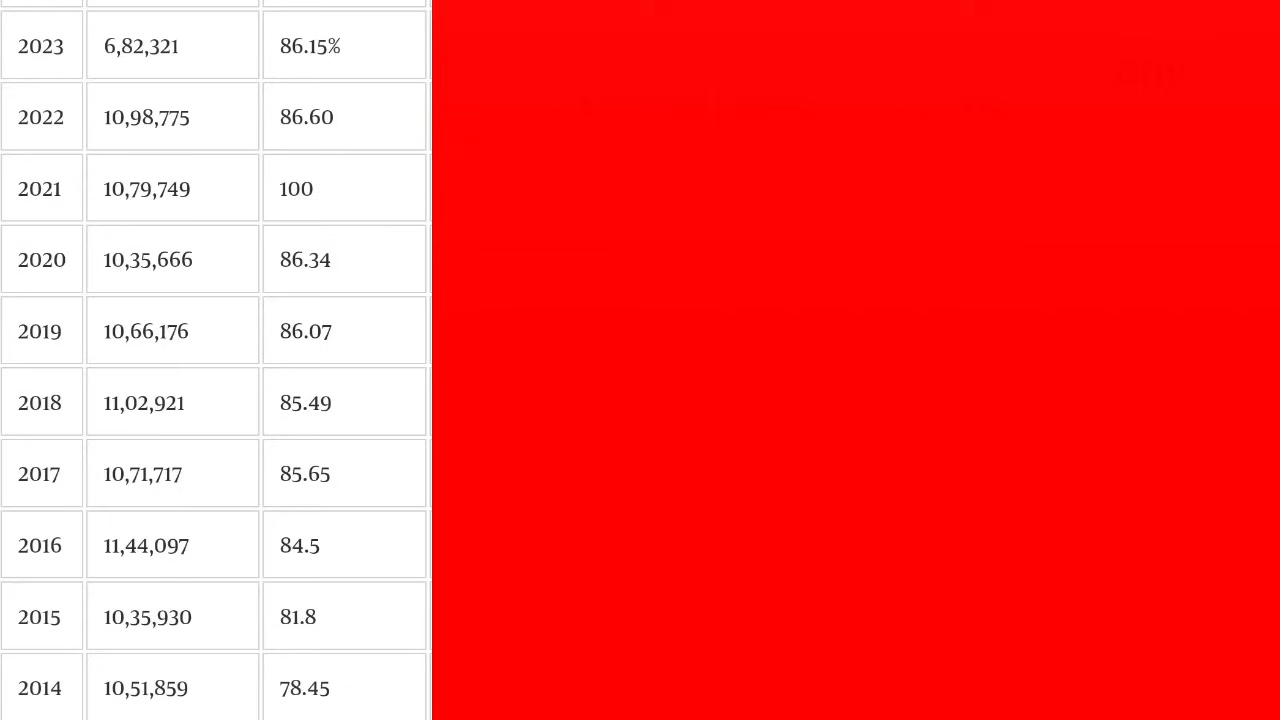 2023 6,82,321 86.15%
2022 10,98,775 86.60
2021 10,79,749 100
2020 10,35,666 86.34
2019 10,66,176 86.07
2018 11,02,921 85.49
2017 10,71,717 85.65
2016 11,44,097 84.5
2015 10,35,930 81.8
2014 10,51,859 78.45